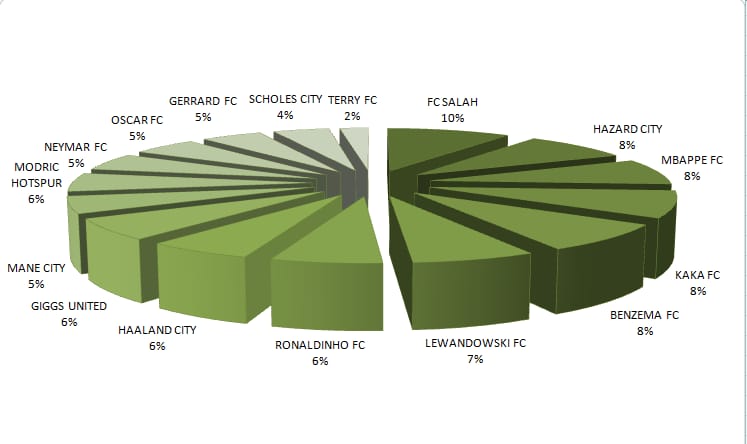 FC SALAH
10%
HAZARD CITY
8%
MBAPPE FC
8%
KAKA FC
8%
BENZEMA FC
8%
LEWANDOWSKI FC
7%
RONALDINHO FC
6%
HAALAND CITY
6%
GIGGS UNITED
6%
MANE CITY
5%
MODRIC
HOTSPUR
6%
NEYMAR FC
5%
OSCAR FC
5%
GERRARD FC
5%
SCHOLES CITY
4%
TERRY FC
2%